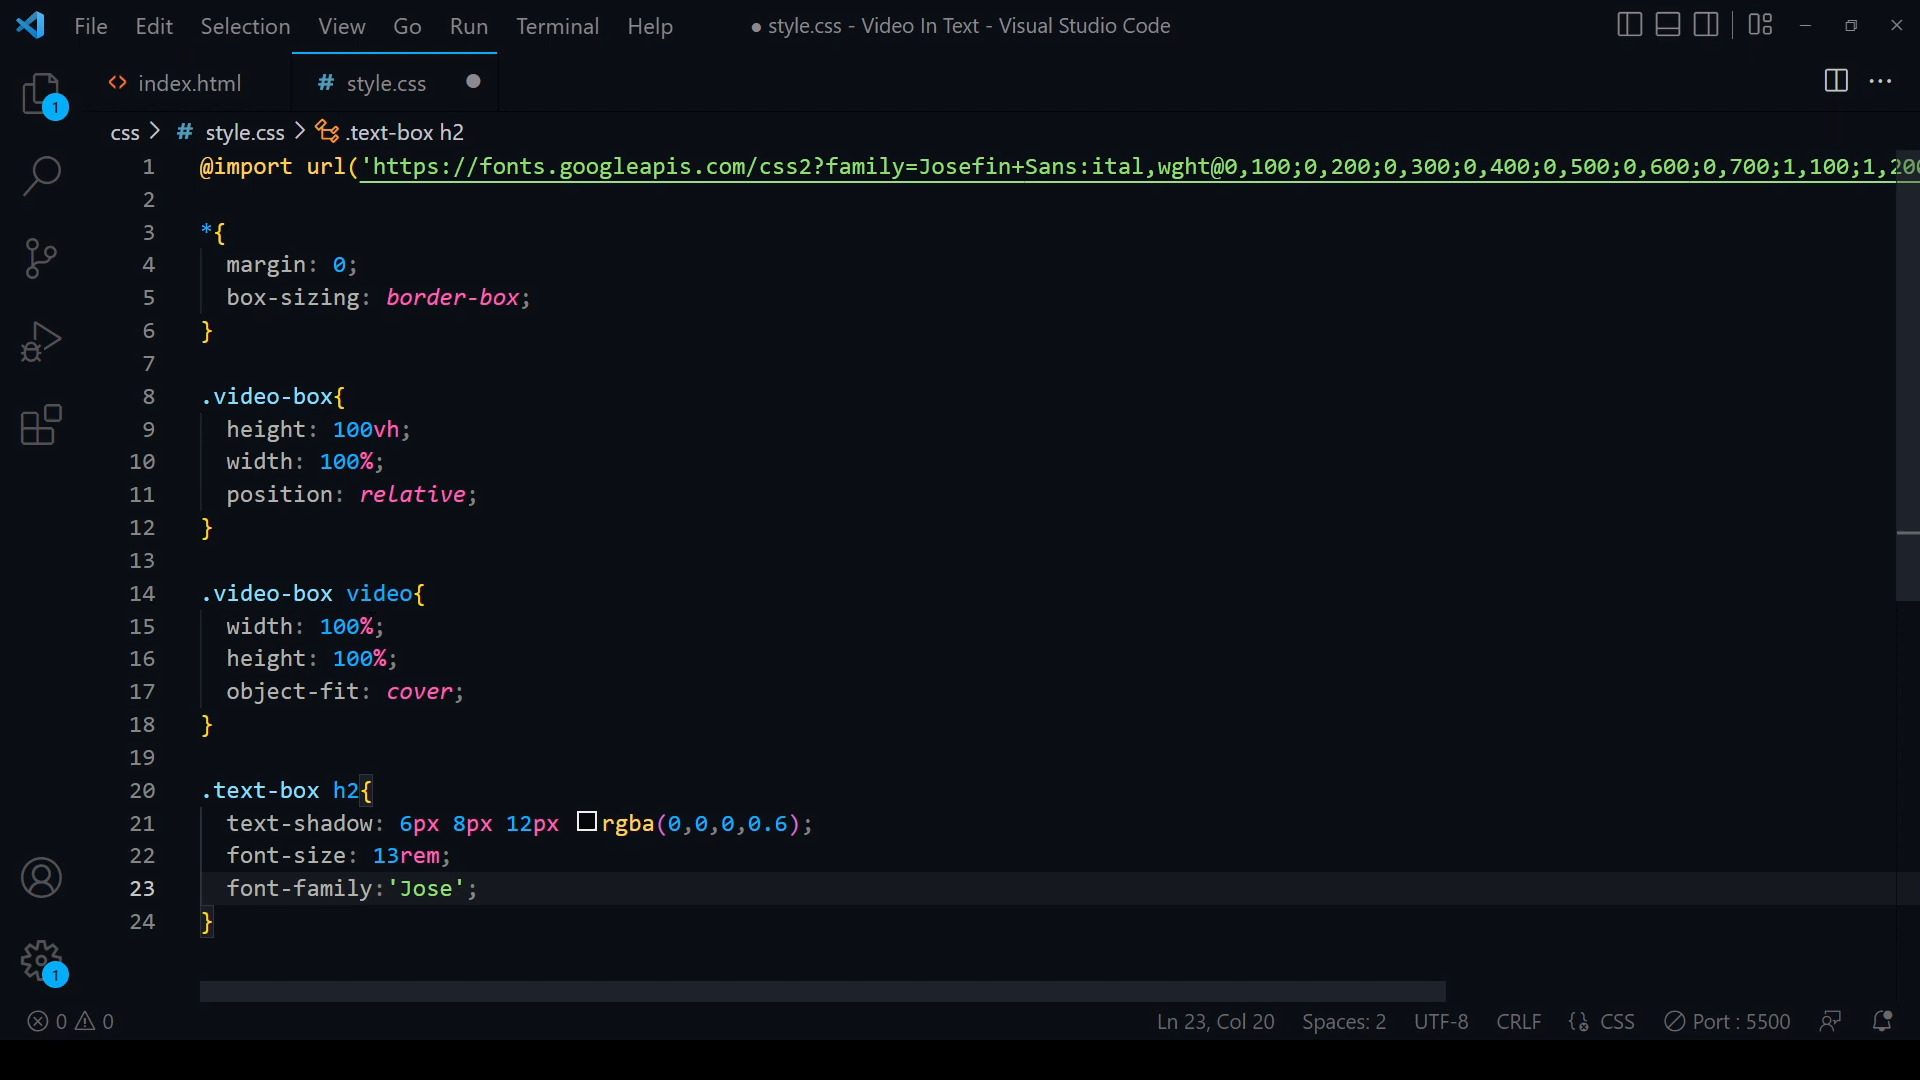 File Edit Selection View Go Run Terminal Help ● style.css - Video In Text - Visual Studio Code
<> index.html # style.css ●
css > # style.css > .text-box h2
1 @import url('https://fonts.googleapis.com/css2?family=Josefin+Sans:ital,wght@0,100;0,200;0,300;0,400;0,500;0,600;0,700;1,100;1,200
2
3 *{
4 margin: 0;
5 box-sizing: border-box;
6 }
7
8 .video-box{
9 height: 100vh;
10 width: 100%;
11 position: relative;
12 }
13
14 .video-box video{
15 width: 100%;
16 height: 100%;
17 object-fit: cover;
18 }
19
20 .text-box h2{
21 text-shadow: 6px 8px 12px rgba(0,0,0,0.6);
22 font-size: 13rem;
23 font-family:'Jose';
24 }
1
1
0 0 Ln 23, Col 20 Spaces: 2 UTF-8 CRLF {} CSS Port : 5500